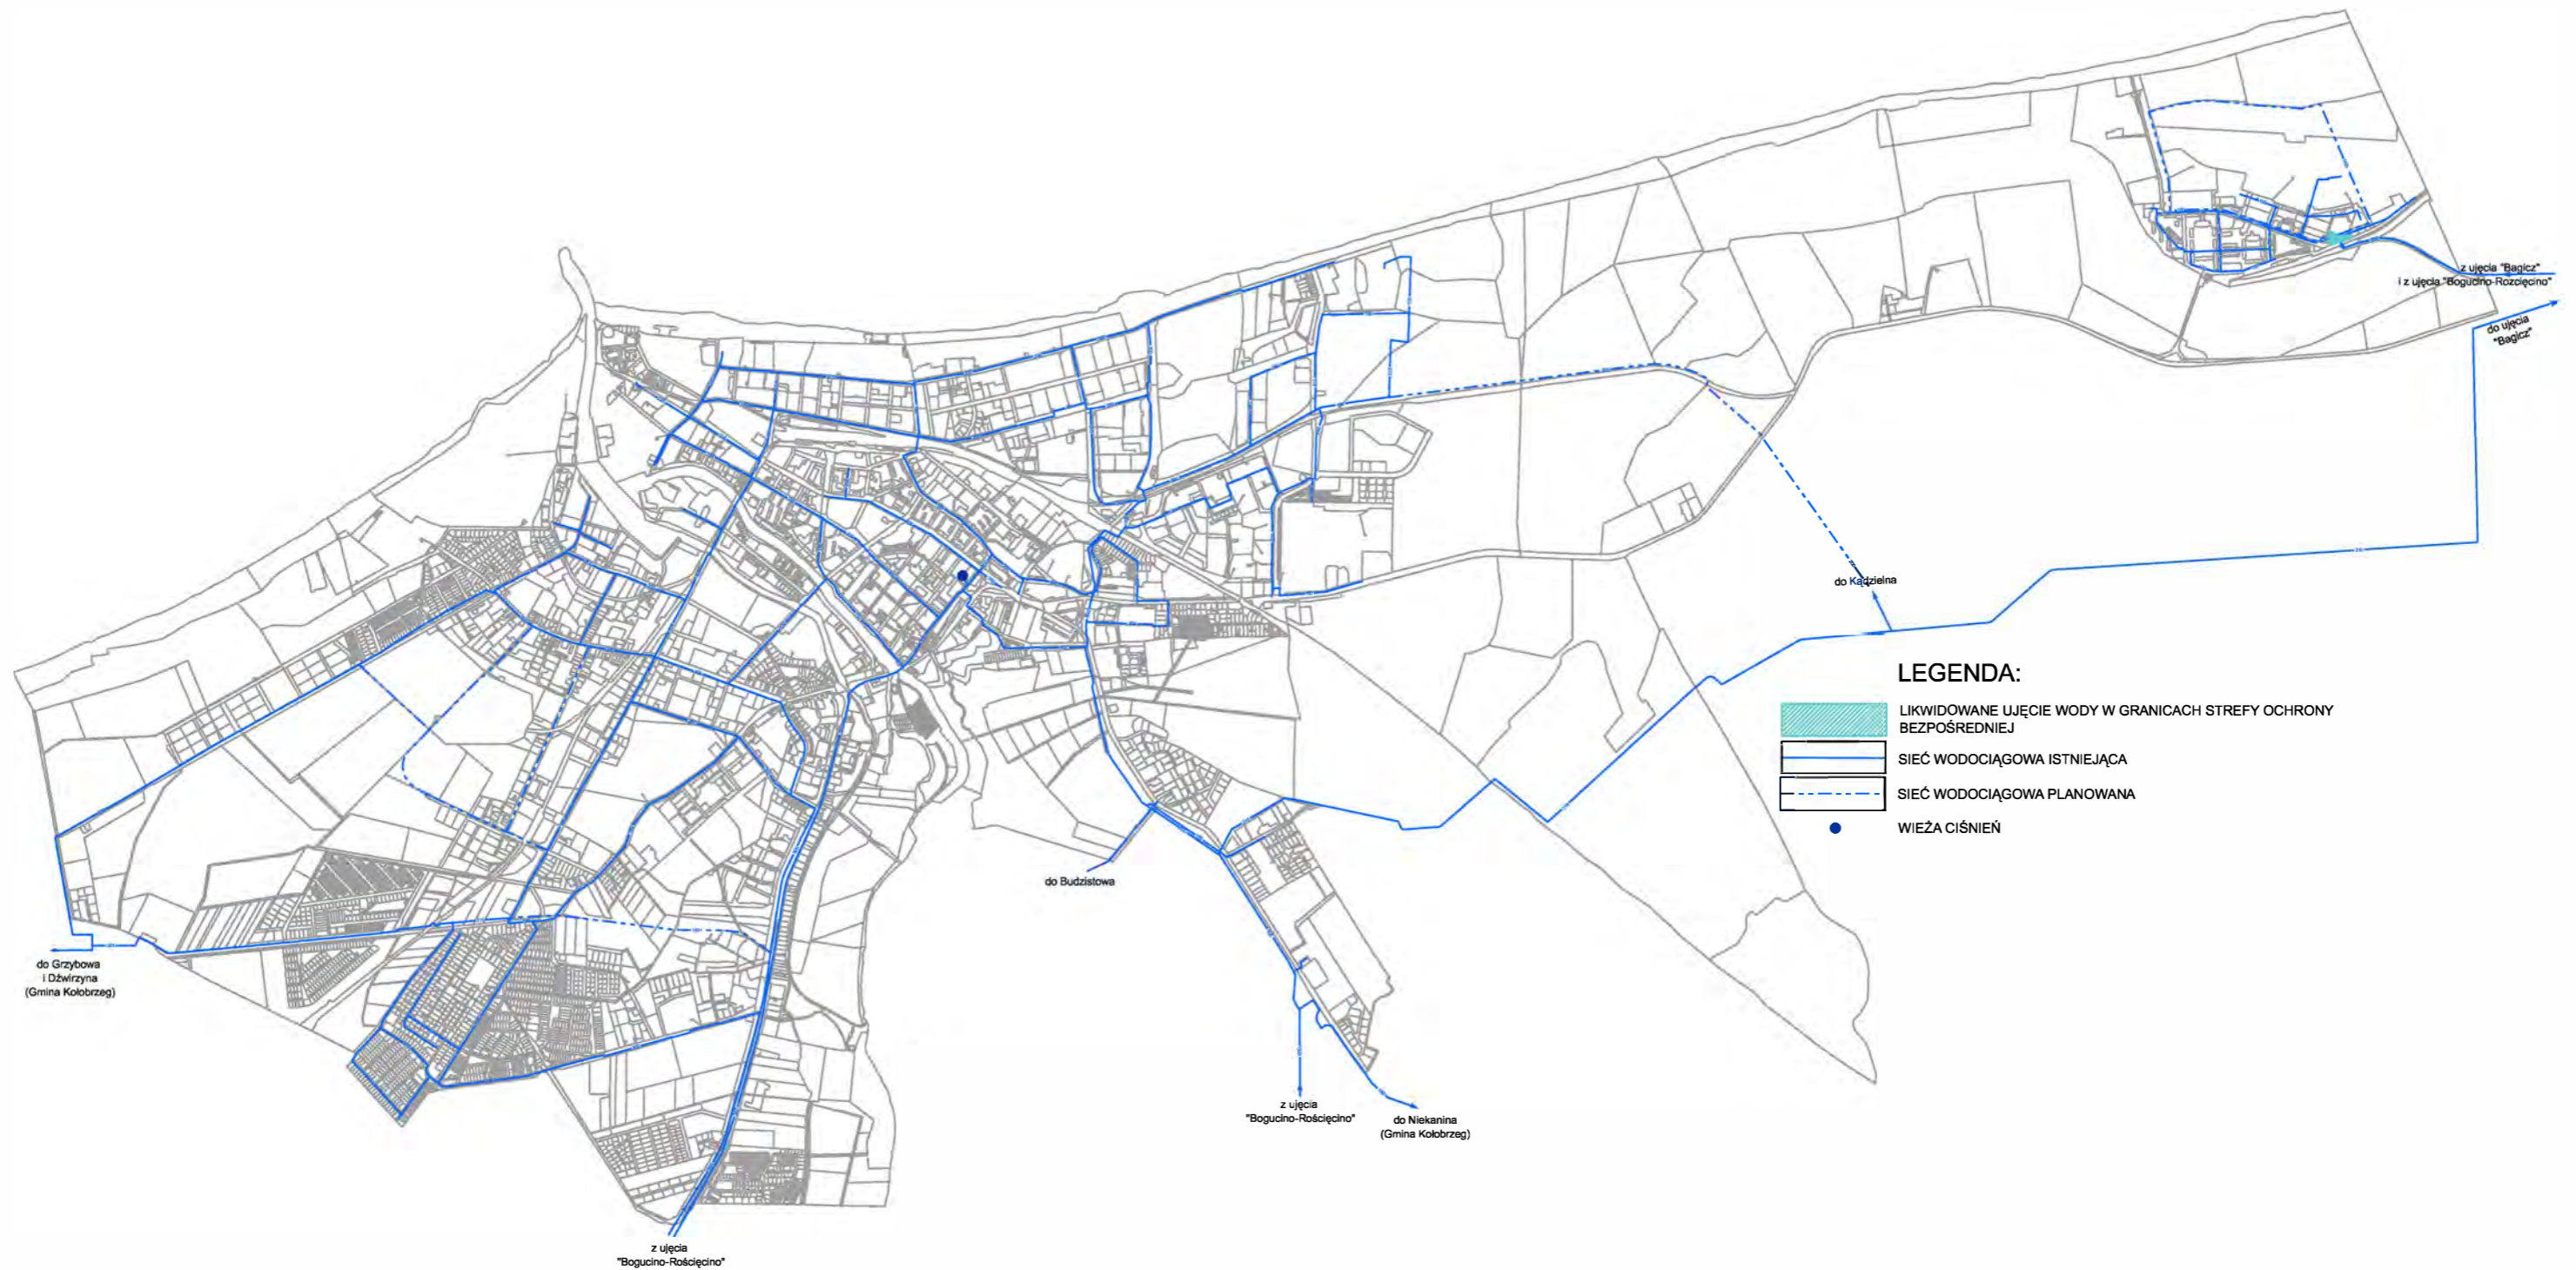 z ujęcia "Bagicz"
i z ujęcia "Bogucino-Rozcięcino"
do ujęcia
"Bagicz"
do Kądzielna
LEGENDA:
LIKWIDOWANE UJĘCIE WODY W GRANICACH STREFY OCHRONY
BEZPOŚREDNIEJ
SIEĆ WODOCIĄGOWA ISTNIEJĄCA
SIEĆ WODOCIĄGOWA PLANOWANA
WIEŻA CIŚNIEŃ
do Budzistowa
do Grzybowa
i Dźwirzyna
(Gmina Kołobrzeg)
z ujęcia
"Bogucino-Rościęcino"
do Niekanina
(Gmina Kołobrzeg)
z ujęcia
"Bogucino-Rościęcino"